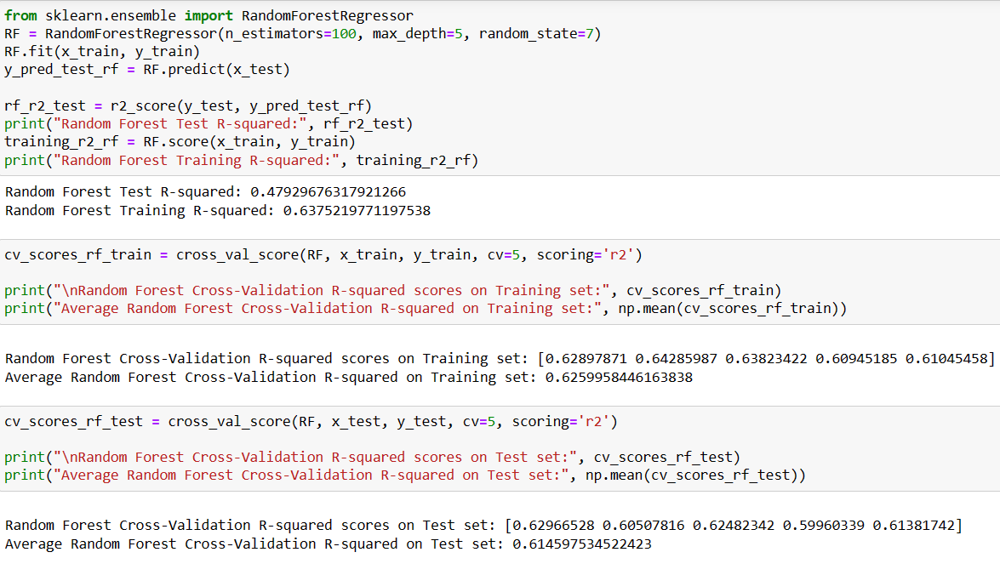 from sklearn.ensemble import RandomForestRegressor
RF = RandomForestRegressor(n_estimators=100, max_depth=5, random_state=7)
RF.fit(x_train, y_train)
y_pred_test_rf = RF.predict(x_test)
rf_r2_test = r2_score(y_test, y_pred_test_rf)
print("Random Forest Test R-squared:", rf_r2_test)
training_r2_rf = RF.score(x_train, y_train)
print("Random Forest Training R-squared:", training_r2_rf)
Random Forest Test R-squared: 0.47929676317921266
Random Forest Training R-squared: 0.6375219771197538
cv_scores_rf_train = cross_val_score(RF, x_train, y_train, cv=5, scoring='r2')
print("\nRandom Forest Cross-Validation R-squared scores on Training set:", cv_scores_rf_train)
print("Average Random Forest Cross-Validation R-squared on Training set:", np.mean(cv_scores_rf_train))
Random Forest Cross-Validation R-squared scores on Training set: [0.62897871 0.64285987 0.63823422 0.60945185 0.61045458]
Average Random Forest Cross-Validation R-squared on Training set: 0.6259958446163838
cv_scores_rf_test = cross_val_score(RF, x_test, y_test, cv=5, scoring='r2')
print("\nRandom Forest Cross-Validation R-squared scores on Test set:", cv_scores_rf_test)
print("Average Random Forest Cross-Validation R-squared on Test set:", np.mean(cv_scores_rf_test))
Random Forest Cross-Validation R-squared scores on Test set: [0.62966528 0.60507816 0.62482342 0.59960339 0.61381742]
Average Random Forest Cross-Validation R-squared on Test set: 0.614597534522423